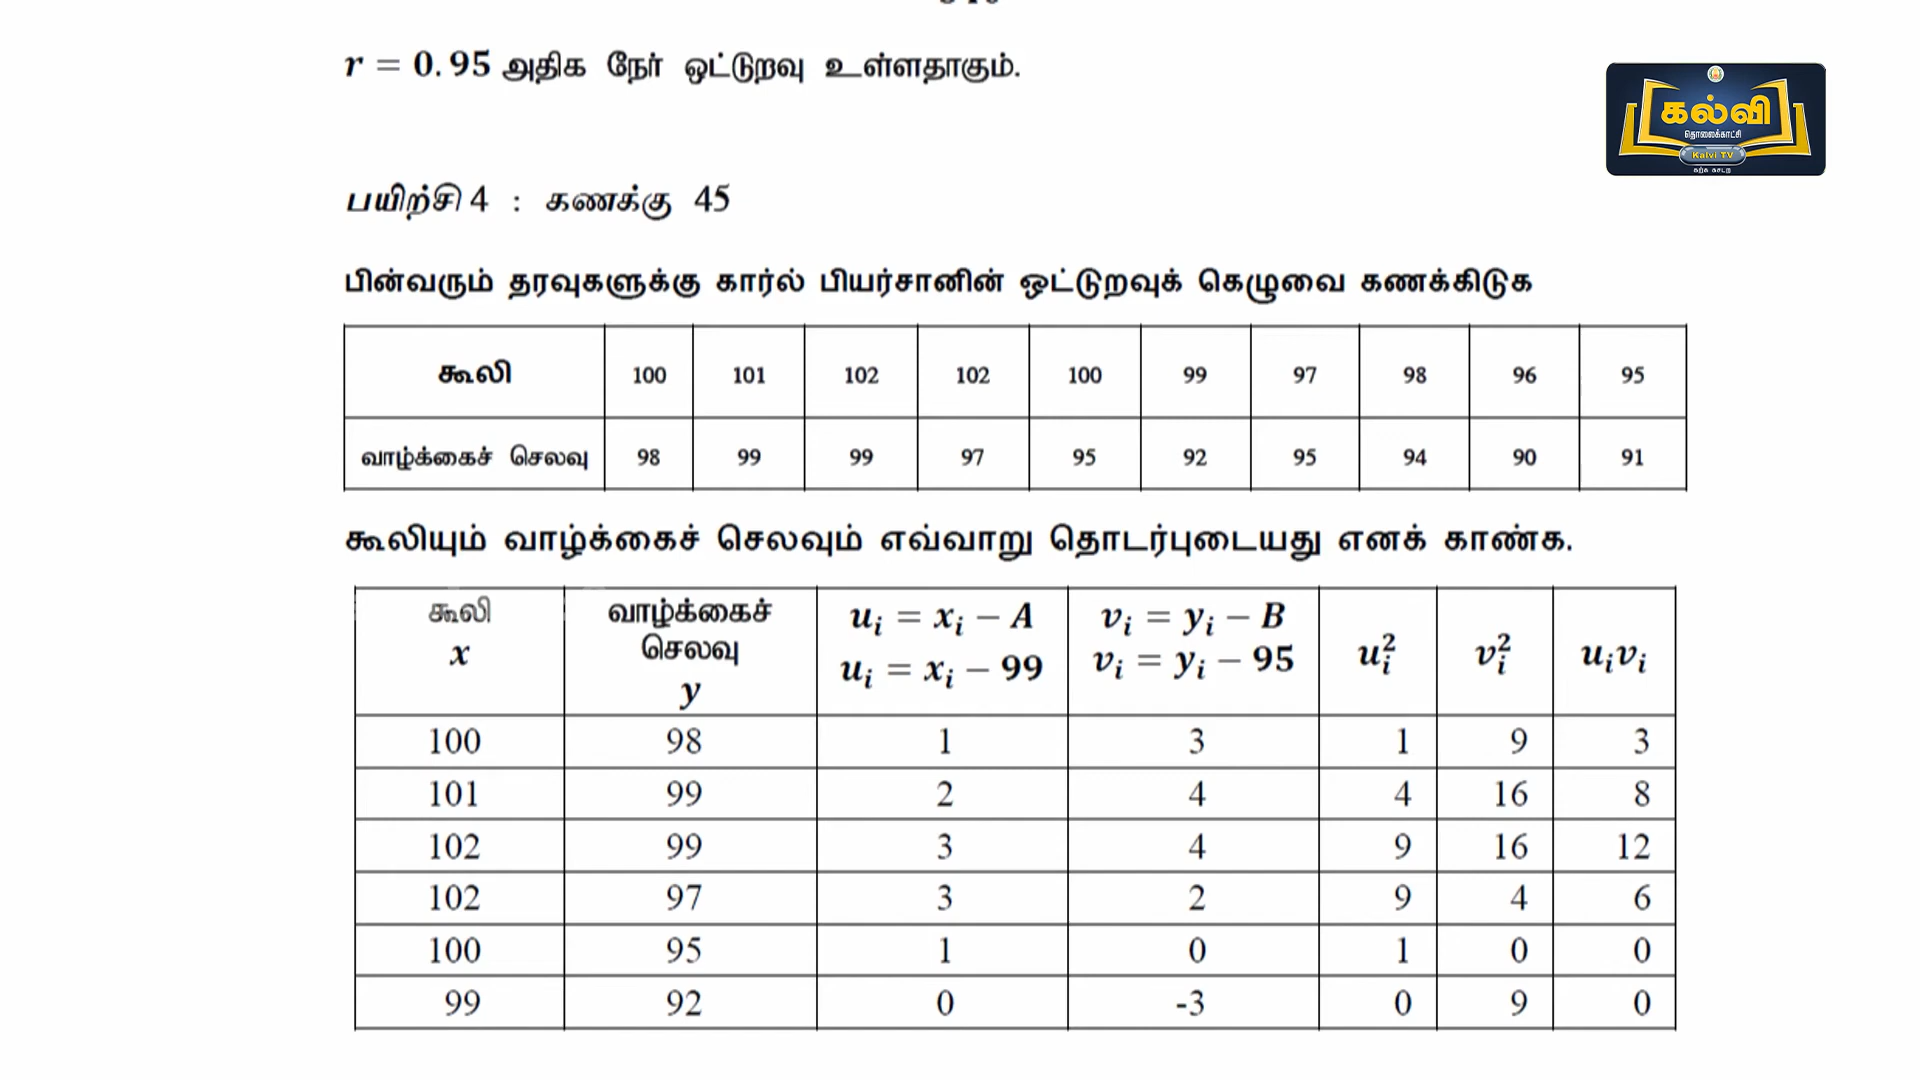 r = 0.95 அதிக நேர் ஒட்டுறவு உள்ளதாகும்.
கல்வி
தொலைக்காட்சி
Kalvi TV
கற்க கசடற
பயிற்சி 4 : கணக்கு 45
பின்வரும் தரவுகளுக்கு கார்ல் பியர்சானின் ஒட்டுறவுக் கெழுவை கணக்கிடுக
கூலி 100 101 102 102 100 99 97 98 96 95
வாழ்க்கைச் செலவு 98 99 99 97 95 92 95 94 90 91
கூலியும் வாழ்க்கைச் செலவும் எவ்வாறு தொடர்புடையது எனக் காண்க.
கூலி x வாழ்க்கைச் செலவு y uᵢ = xᵢ − A uᵢ = xᵢ − 99 vᵢ = yᵢ − B vᵢ = yᵢ − 95 uᵢ² vᵢ² uᵢvᵢ
100 98 1 3 1 9 3
101 99 2 4 4 16 8
102 99 3 4 9 16 12
102 97 3 2 9 4 6
100 95 1 0 1 0 0
99 92 0 -3 0 9 0